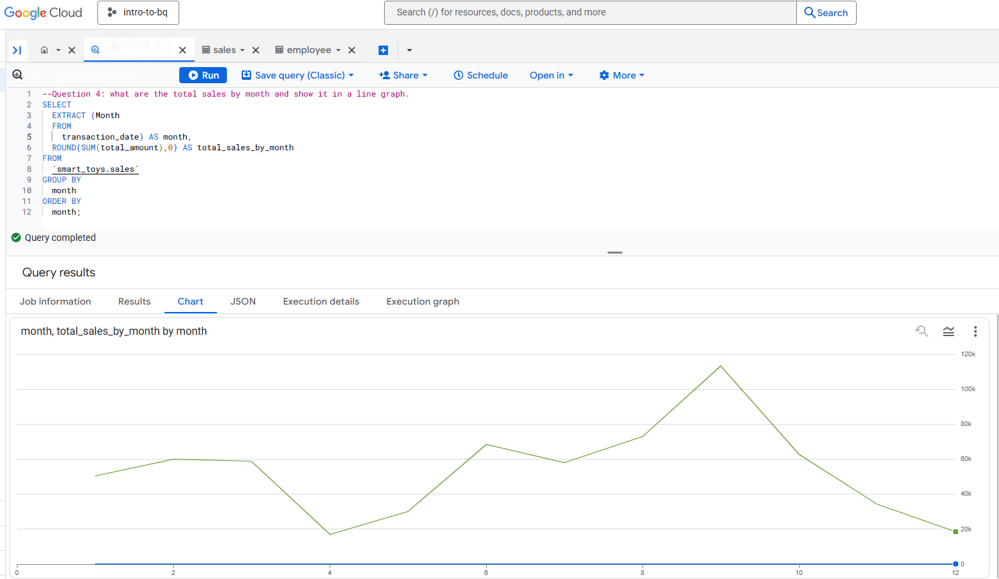 Google Cloud
intro-to-bq
Search (/) for resources, docs, products, and more
Search
sales
employee
Run
Save query (Classic)
Share
Schedule
Open in
More
1 --Question 4: what are the total sales by month and show it in a line graph.
2 SELECT
3 EXTRACT (Month
4 FROM
5 transaction_date) AS month,
6 ROUND(SUM(total_amount),0) AS total_sales_by_month
7 FROM
8 `smart_toys.sales`
9 GROUP BY
10 month
11 ORDER BY
12 month;
Query completed
Query results
Job information
Results
Chart
JSON
Execution details
Execution graph
month, total_sales_by_month by month
120k
100k
80k
60k
40k
20k
0
0 2 4 6 8 10 12